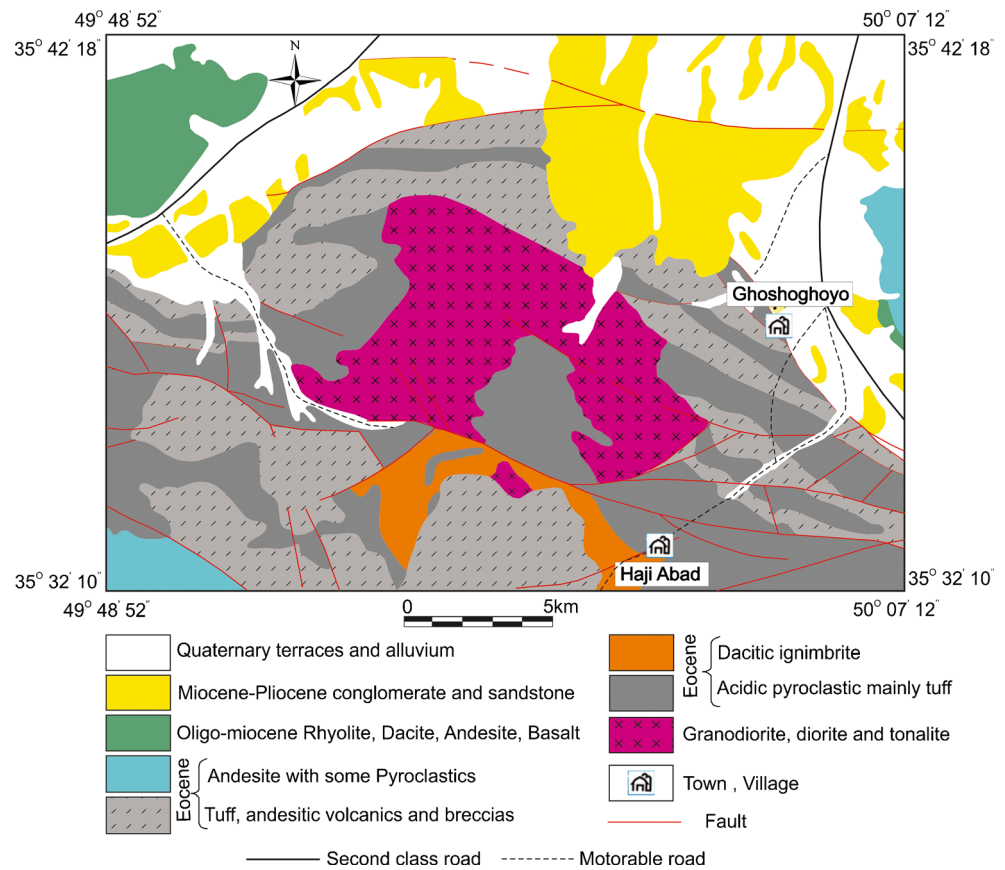 49° 48' 52"
50° 07' 12"
35° 42' 18"
35° 42' 18"
N
Ghoshoghoyo
Haji Abad
35° 32' 10"
35° 32' 10"
49° 48' 52"
0
5km
50° 07' 12"
Quaternary terraces and alluvium
Miocene-Pliocene conglomerate and sandstone
Oligo-miocene Rhyolite, Dacite, Andesite, Basalt
Eocene
Andesite with some Pyroclastics
Tuff, andesitic volcanics and breccias
Eocene
Dacitic ignimbrite
Acidic pyroclastic mainly tuff
Granodiorite, diorite and tonalite
Town , Village
Fault
Second class road
Motorable road